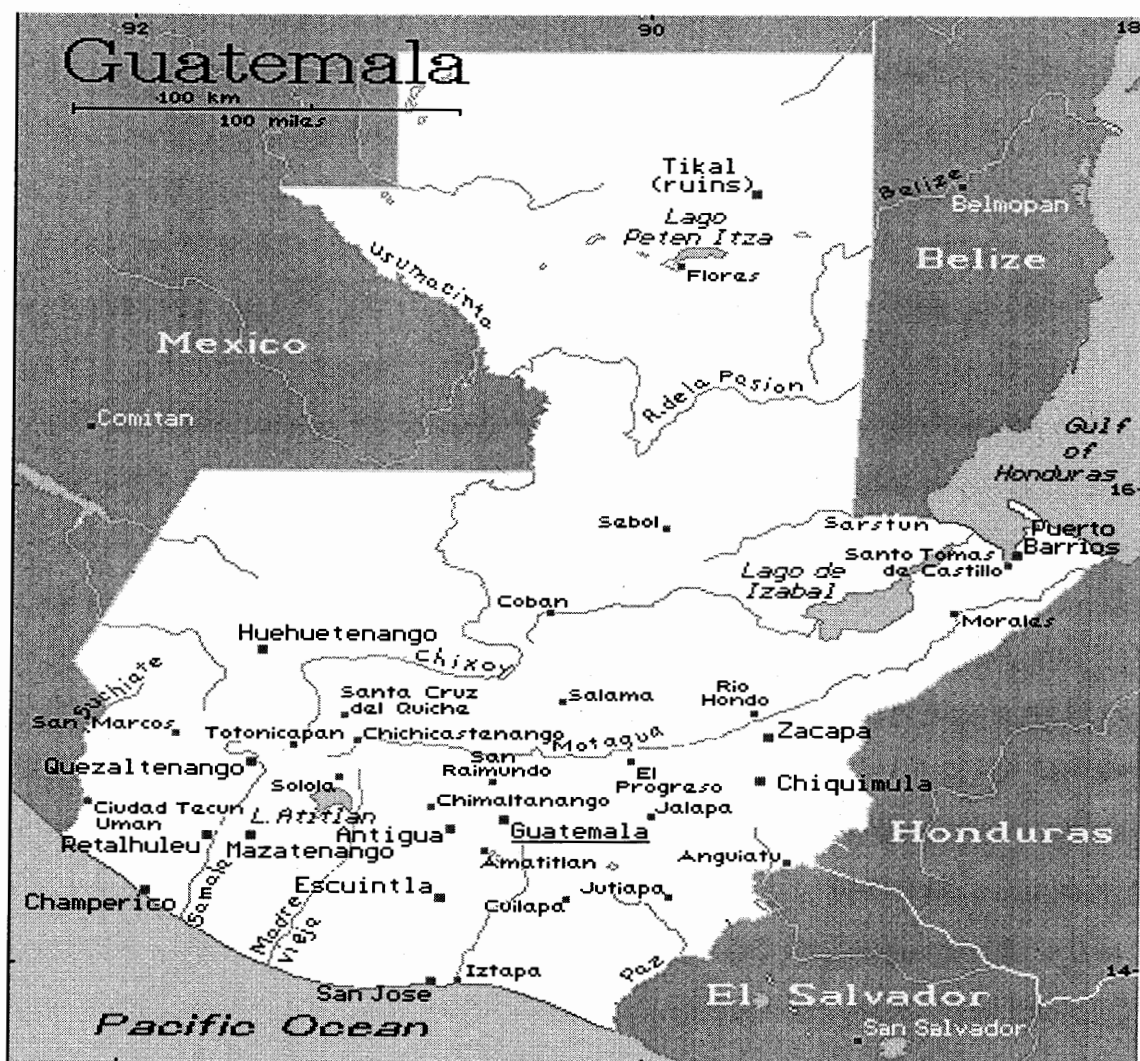 92
90
18
Guatemala
100 km
100 miles
Tikal
(ruins)
Belize
Belmopan
Lago
Peten Itza
Flores
Belize
Usumacinta
Mexico
R. de la Pasion
Comitan
Gulf
of
Honduras
16
Sebol
Sarstun
Puerto
Barrios
Santo Tomas
de Castillo
Lago de
Izabal
Coban
Morales
Huehuetenango
Chixoy
Suchiate
Santa Cruz
del Quiche
Salama
Rio
Hondo
San Marcos
Totonicapan
Chichicastenango
Motagua
Zacapa
Quezaltenango
San
Raimundo
El
Progreso
Solola
Chiquimula
Ciudad Tecun
Uman
L. Atitlan
Chimaltanango
Jalapa
Retalhuleu
Mazatenango
Antigua
Guatemala
Honduras
Amatitlan
Anguiatu
Champerico
Samale
Escuintla
Cuilapa
Jutiapa
Madre
Vieje
Iztapa
Paz
14
San Jose
El Salvador
Pacific Ocean
San Salvador